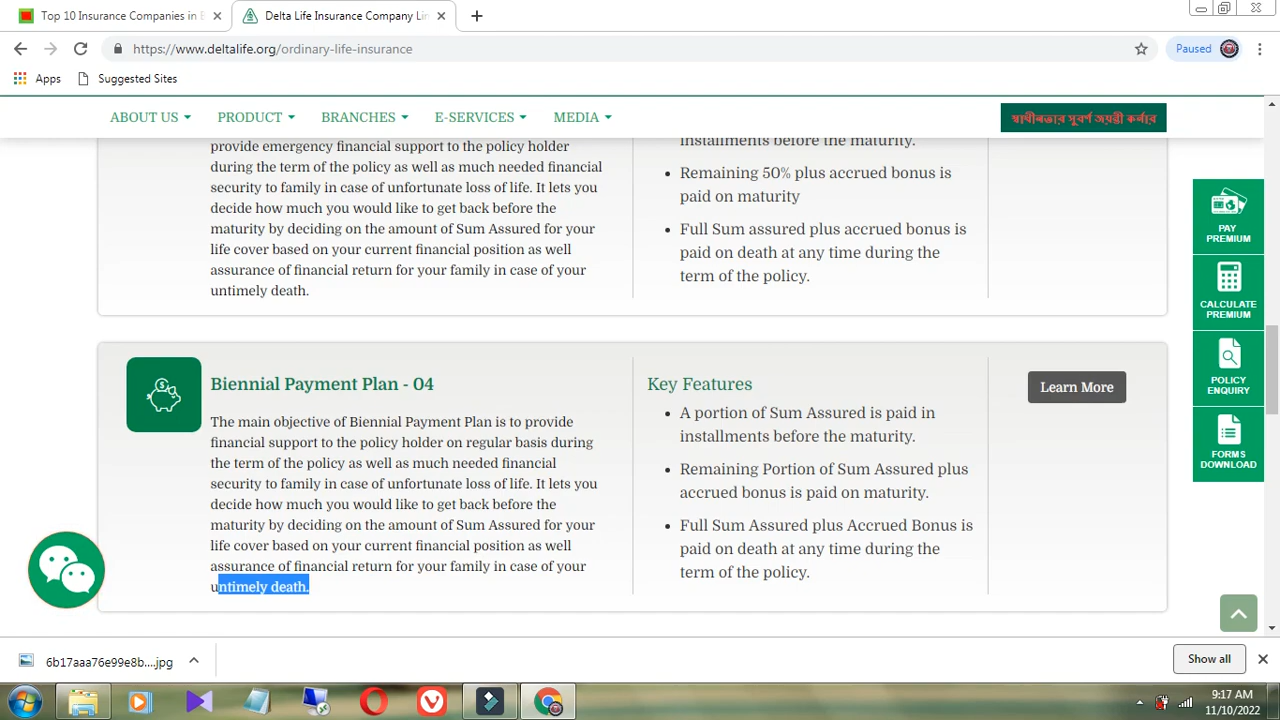 Top 10 Insurance Companies in B
Delta Life Insurance Company Lim
https://www.deltalife.org/ordinary-life-insurance
Paused
Apps
Suggested Sites
ABOUT US
PRODUCT
BRANCHES
E-SERVICES
MEDIA
স্বাধীনতার সুবর্ণ জয়ন্তী কর্নার
provide emergency financial support to the policy holder
during the term of the policy as well as much needed financial
security to family in case of unfortunate loss of life. It lets you
decide how much you would like to get back before the
maturity by deciding on the amount of Sum Assured for your
life cover based on your current financial position as well
assurance of financial return for your family in case of your
untimely death.
installments before the maturity.
Remaining 50% plus accrued bonus is
paid on maturity
Full Sum assured plus accrued bonus is
paid on death at any time during the
term of the policy.
PAY
PREMIUM
CALCULATE
PREMIUM
POLICY
ENQUIRY
FORMS
DOWNLOAD
Biennial Payment Plan - 04
The main objective of Biennial Payment Plan is to provide
financial support to the policy holder on regular basis during
the term of the policy as well as much needed financial
security to family in case of unfortunate loss of life. It lets you
decide how much you would like to get back before the
maturity by deciding on the amount of Sum Assured for your
life cover based on your current financial position as well
assurance of financial return for your family in case of your
untimely death.
Key Features
A portion of Sum Assured is paid in
installments before the maturity.
Remaining Portion of Sum Assured plus
accrued bonus is paid on maturity.
Full Sum Assured plus Accrued Bonus is
paid on death at any time during the
term of the policy.
Learn More
6b17aaa76e99e8b....jpg
Show all
9:17 AM
11/10/2022